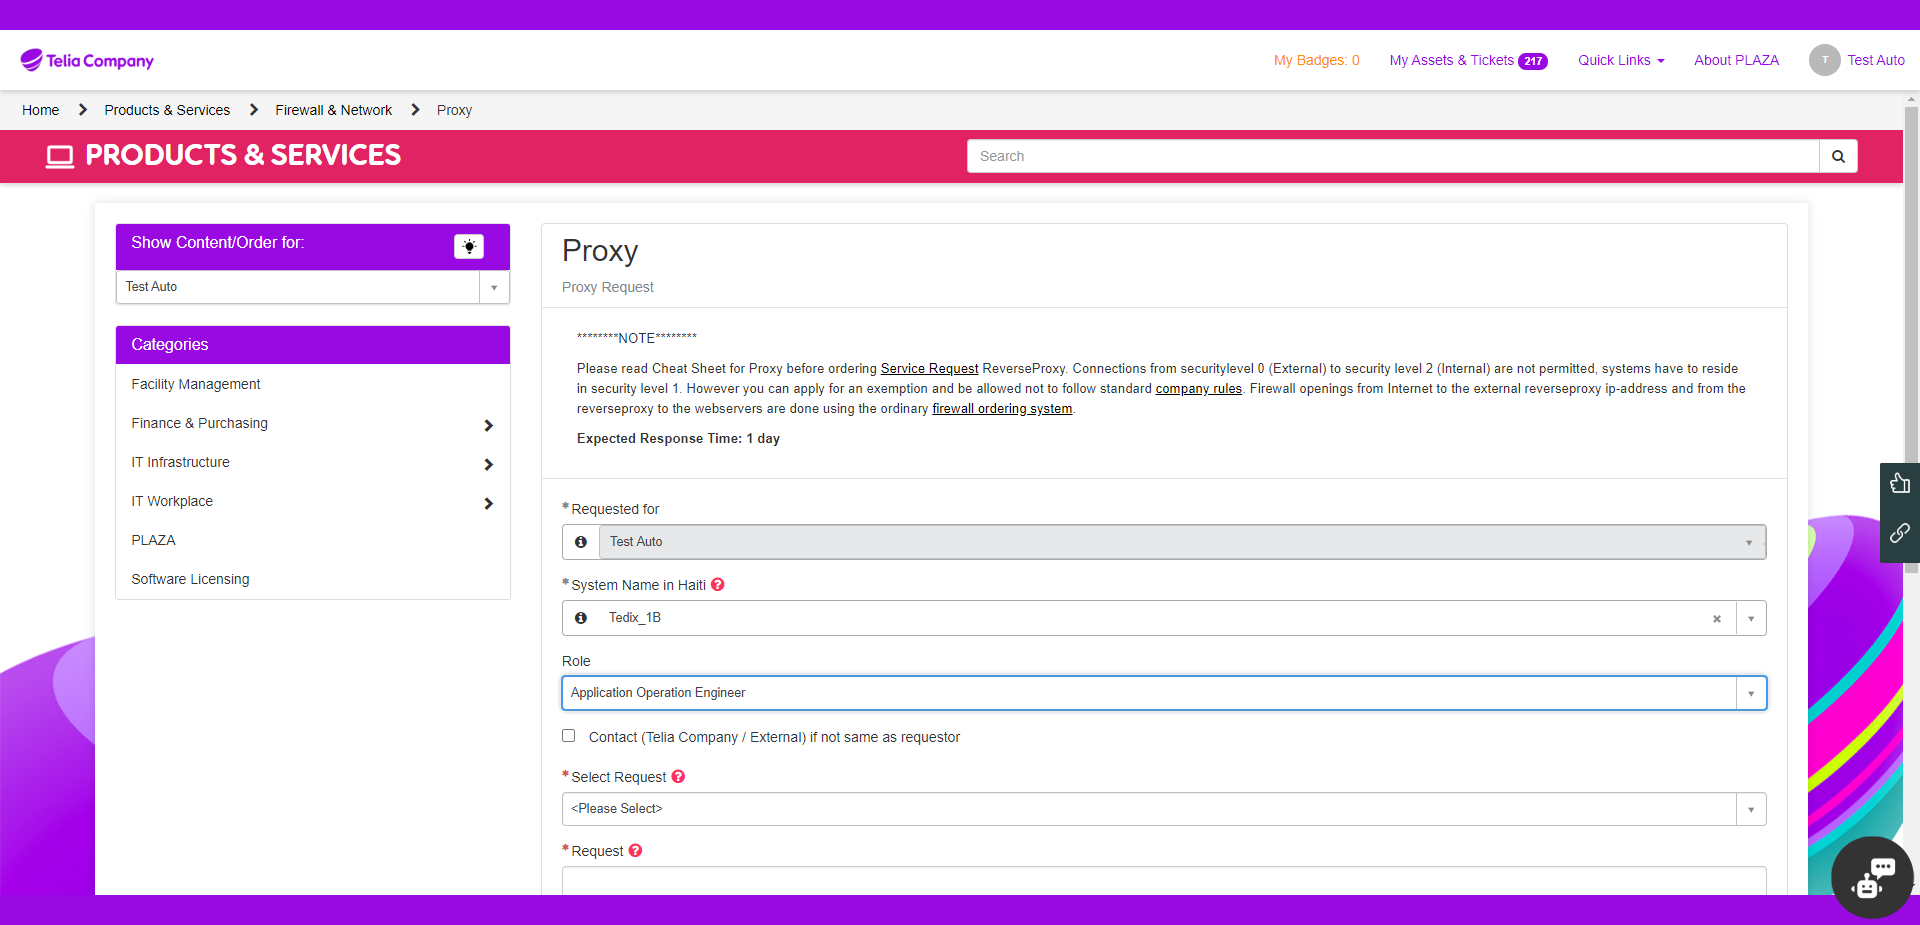 Telia Company
My Badges: 0
My Assets & Tickets 217
Quick Links
About PLAZA
T
Test Auto
Home
Products & Services
Firewall & Network
Proxy
PRODUCTS & SERVICES
Search
Show Content/Order for:
Test Auto
Categories
Facility Management
Finance & Purchasing
IT Infrastructure
IT Workplace
PLAZA
Software Licensing
Proxy
Proxy Request
********NOTE********
Please read Cheat Sheet for Proxy before ordering Service Request ReverseProxy. Connections from securitylevel 0 (External) to security level 2 (Internal) are not permitted, systems have to reside
in security level 1. However you can apply for an exemption and be allowed not to follow standard company rules. Firewall openings from Internet to the external reverseproxy ip-address and from the
reverseproxy to the webservers are done using the ordinary firewall ordering system.
Expected Response Time: 1 day
*Requested for
Test Auto
*System Name in Haiti
Tedix_1B
Role
Application Operation Engineer
Contact (Telia Company / External) if not same as requestor
*Select Request
<Please Select>
*Request